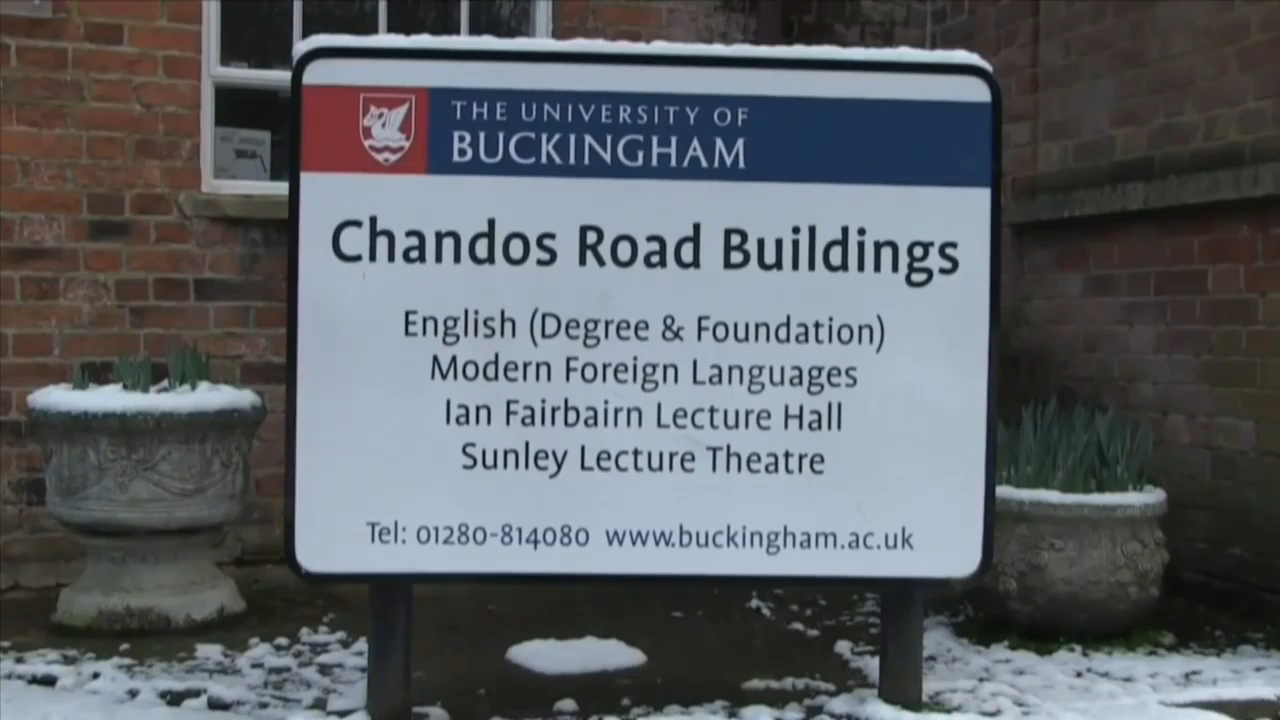 THE UNIVERSITY OF
BUCKINGHAM
Chandos Road Buildings
English (Degree & Foundation)
Modern Foreign Languages
Ian Fairbairn Lecture Hall
Sunley Lecture Theatre
Tel: 01280-814080 www.buckingham.ac.uk